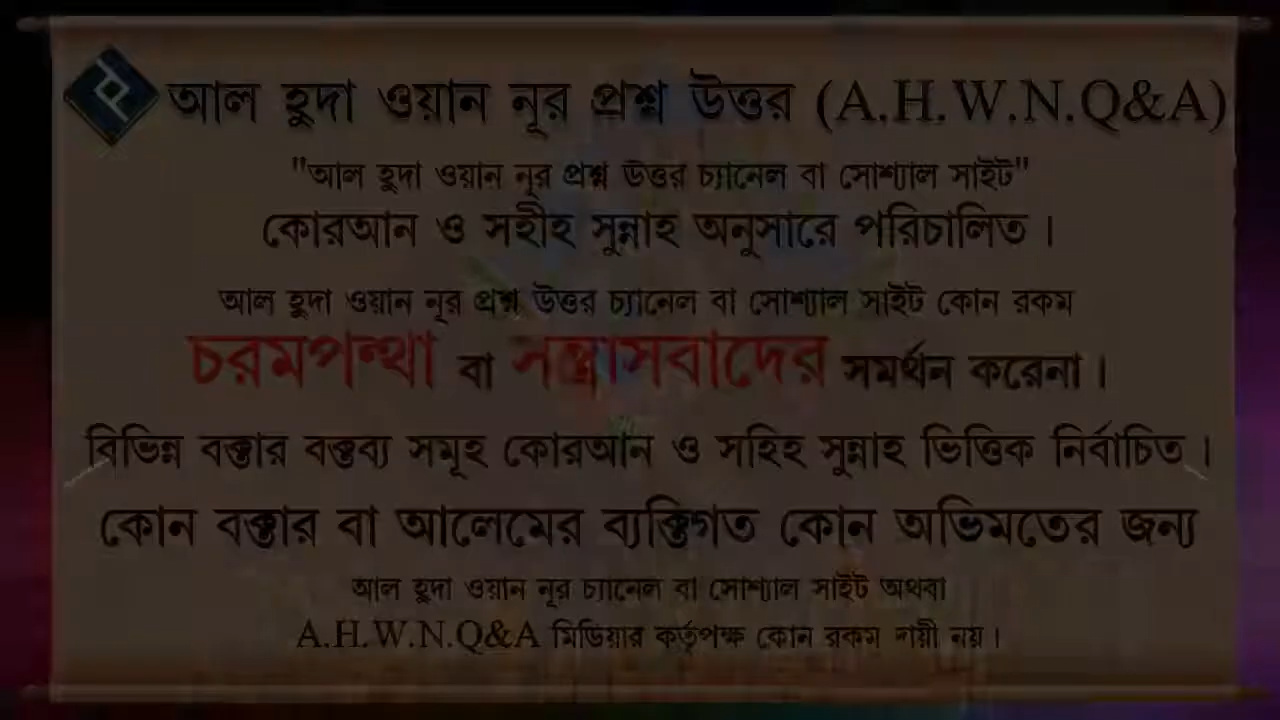 আল হুদা ওয়ান নূর প্রশ্ন উত্তর (A.H.W.N.Q&A)
"আল হুদা ওয়ান নূর প্রশ্ন উত্তর চ্যানেল বা সোশ্যাল সাইট"
কোরআন ও সহীহ সুন্নাহ অনুসারে পরিচালিত ।
আল হুদা ওয়ান নূর প্রশ্ন উত্তর চ্যানেল বা সোশ্যাল সাইট কোন রকম
চরমপন্থা বা সন্ত্রাসবাদের সমর্থন করেনা ।
বিভিন্ন বক্তার বক্তব্য সমূহ কোরআন ও সহিহ সুন্নাহ ভিত্তিক নির্বাচিত ।
কোন বক্তার বা আলেমের ব্যক্তিগত কোন অভিমতের জন্য
আল হুদা ওয়ান নূর চ্যানেল বা সোশ্যাল সাইট অথবা
A.H.W.N.Q&A মিডিয়ার কর্তৃপক্ষ কোন রকম দায়ী নয় ।